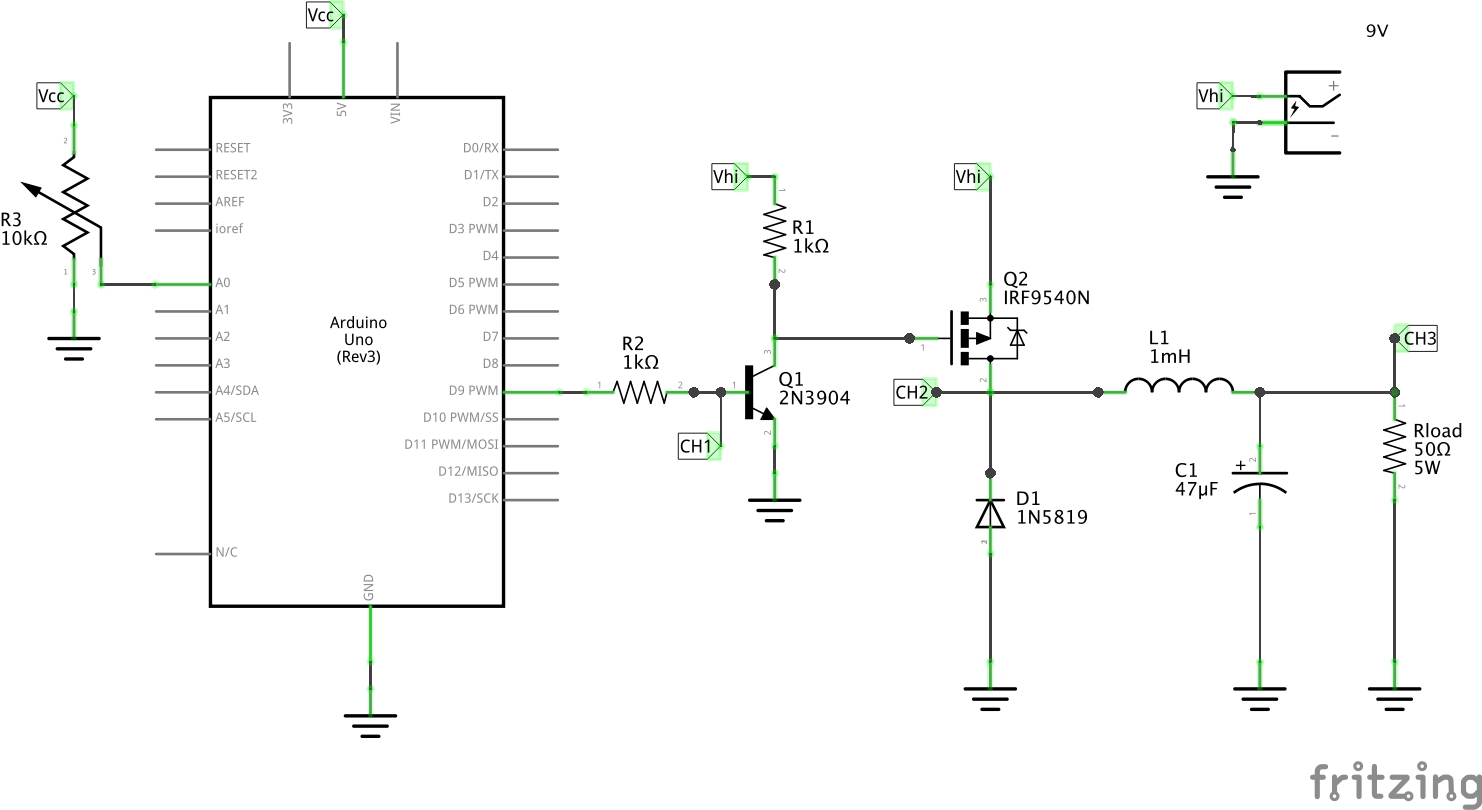 Vcc
9V
Vcc
Vhi
+
−
3V3
5V
VIN
RESET
RESET2
AREF
ioref
A0
A1
A2
A3
A4/SDA
A5/SCL
N/C
D0/RX
D1/TX
D2
D3 PWM
D4
D5 PWM
D6 PWM
D7
D8
D9 PWM
D10 PWM/SS
D11 PWM/MOSI
D12/MISO
D13/SCK
GND
Arduino
Uno
(Rev3)
R3
10kΩ
2
1
3
Vhi
1
R1
1kΩ
2
Vhi
3
Q2
IRF9540N
1
2
R2
1kΩ
1
2
1
3
Q1
2N3904
2
CH1
CH2
L1
1mH
CH3
1
Rload
50Ω
5W
2
C1
47µF
+
2
1
D1
1N5819
2
fritzing